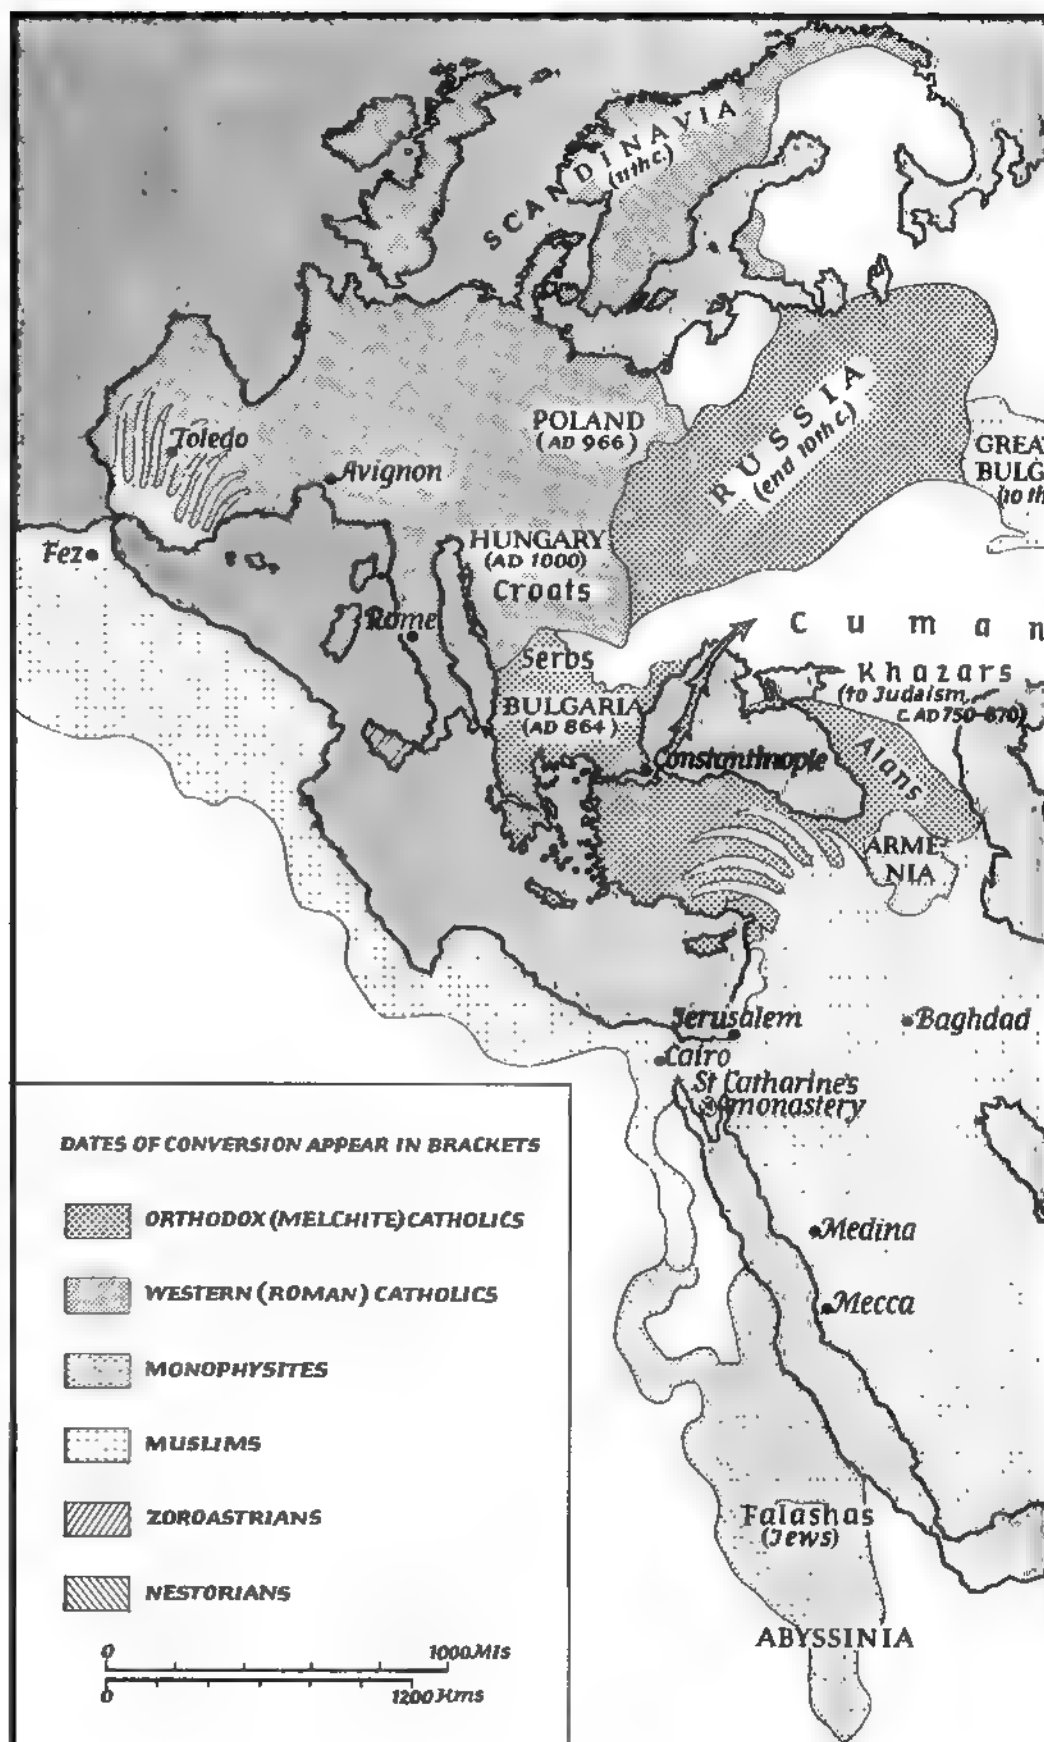 SCANDINAVIA
(11th c.)
POLAND
(AD 966)
RUSSIA
(end 10th c.)
GREA
BULG
(10 th
Toledo
Avignon
Fez
HUNGARY
(AD 1000)
Croats
Rome
Serbs
BULGARIA
(AD 864)
Cuman
Khazars
(to Judaism,
c. AD 750-870)
Constantinople
Alans
ARME-
NIA
Jerusalem
Baghdad
Cairo
St Catharine's
monastery
Medina
Mecca
Falashas
(Jews)
ABYSSINIA
DATES OF CONVERSION APPEAR IN BRACKETS
ORTHODOX (MELCHITE) CATHOLICS
WESTERN (ROMAN) CATHOLICS
MONOPHYSITES
MUSLIMS
ZOROASTRIANS
NESTORIANS
0 1000 Mls
0 1200 Kms